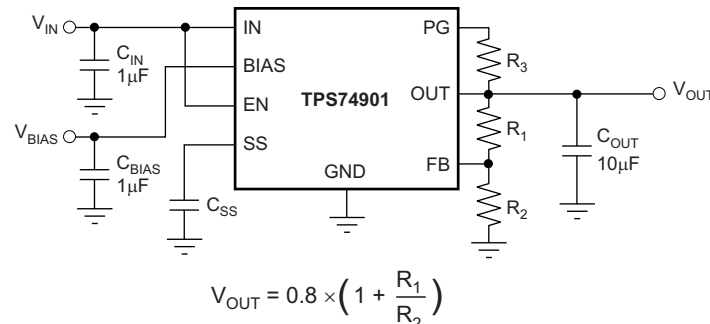 V_IN
C_IN
1μF
V_BIAS
C_BIAS
1μF
C_SS
IN
BIAS
EN
SS
TPS74901
GND
PG
OUT
FB
R_3
R_1
R_2
V_OUT
C_OUT
10μF
V_OUT = 0.8 × ( 1 + R_1 / R_2 )